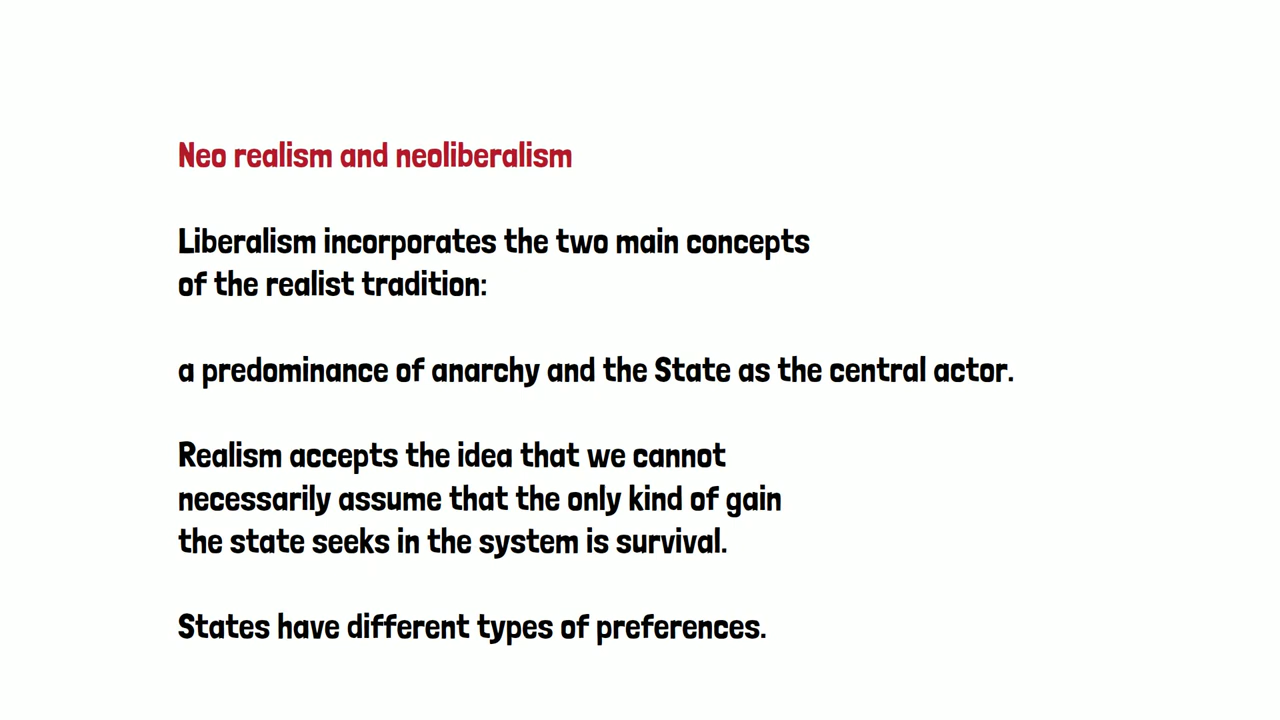 Neo realism and neoliberalism
Liberalism incorporates the two main concepts
of the realist tradition:
a predominance of anarchy and the State as the central actor.
Realism accepts the idea that we cannot
necessarily assume that the only kind of gain
the state seeks in the system is survival.
States have different types of preferences.